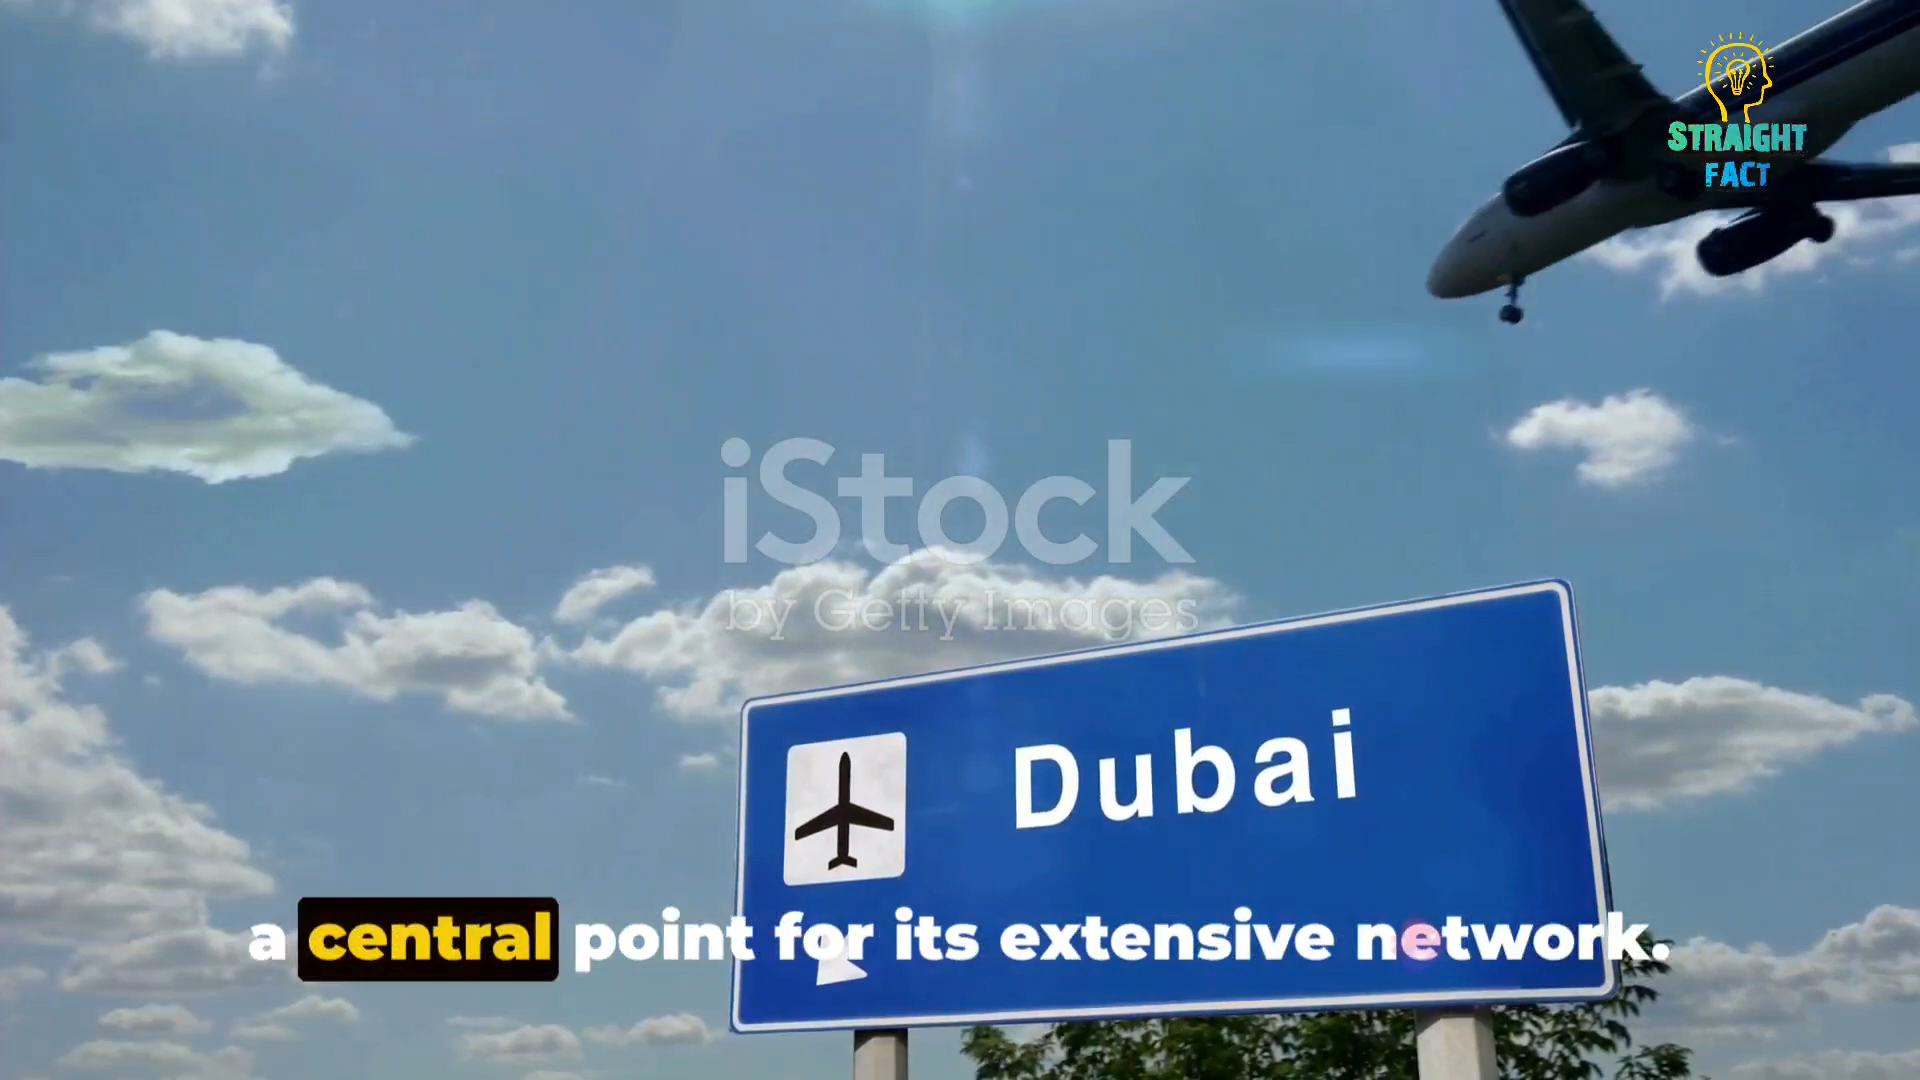 STRAIGHT
FACT
iStock
by Getty Images
Dubai
a central point for its extensive network.